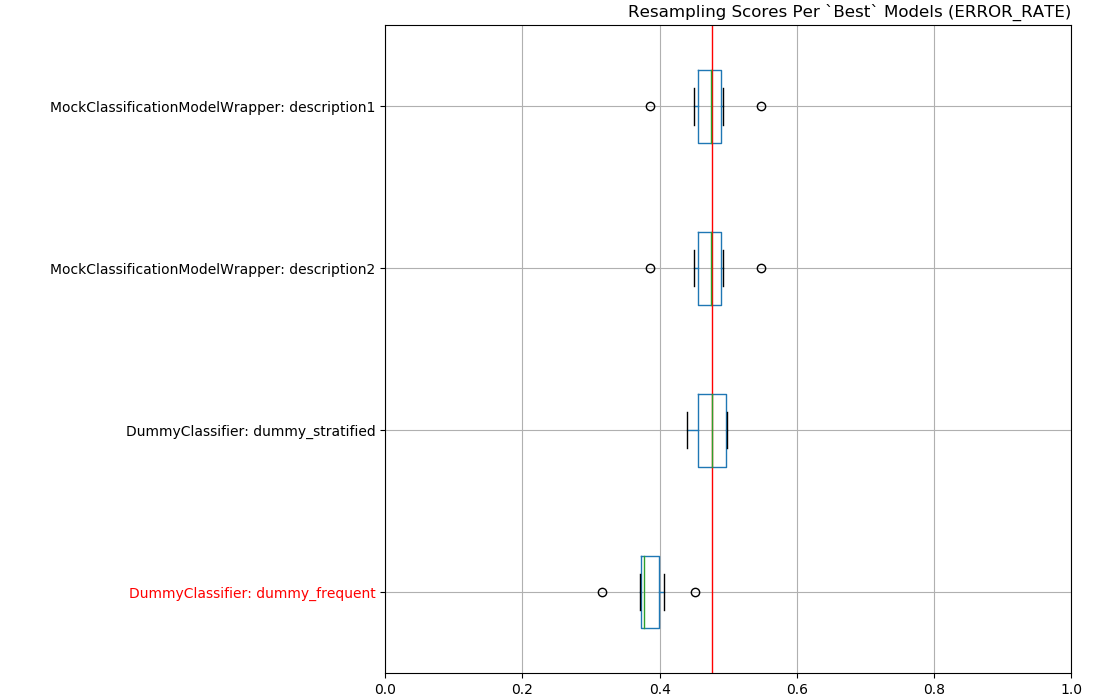 Resampling Scores Per `Best` Models (ERROR_RATE)
MockClassificationModelWrapper: description1
MockClassificationModelWrapper: description2
DummyClassifier: dummy_stratified
DummyClassifier: dummy_frequent
0.0 0.2 0.4 0.6 0.8 1.0